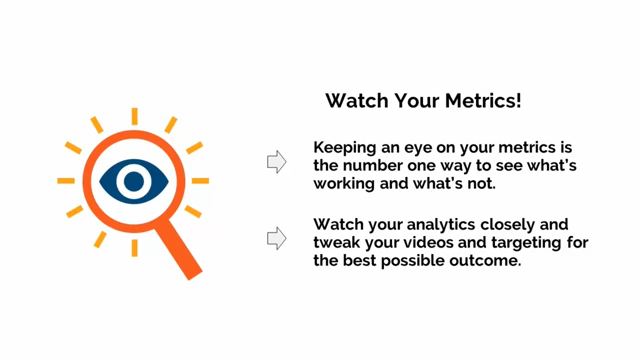 Watch Your Metrics!
Keeping an eye on your metrics is
the number one way to see what's
working and what's not.
Watch your analytics closely and
tweak your videos and targeting for
the best possible outcome.